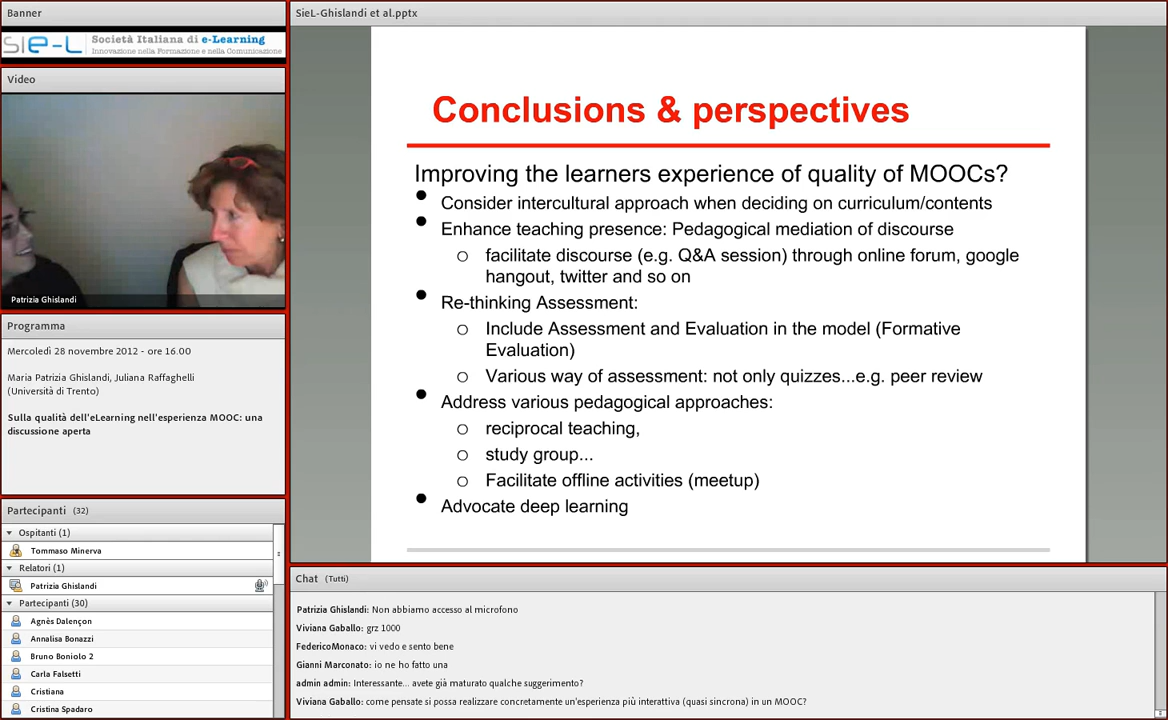 Banner
sie-L Società Italiana di e-Learning
Innovazione nella Formazione e nella Comunicazione
Video
Patrizia Ghislandi
Programma
Mercoledì 28 novembre 2012 - ore 16.00
Maria Patrizia Ghislandi, Juliana Raffaghelli
(Università di Trento)
Sulla qualità dell'eLearning nell'esperienza MOOC: una
discussione aperta
Partecipanti (32)
Ospitanti (1)
Tommaso Minerva
Relatori (1)
Patrizia Ghislandi
Partecipanti (30)
Agnès Dalençon
Annalisa Bonazzi
Bruno Boniolo 2
Carla Falsetti
Cristiana
Cristina Spadaro
SieL-Ghislandi et al.pptx
Conclusions & perspectives
Improving the learners experience of quality of MOOCs?
• Consider intercultural approach when deciding on curriculum/contents
• Enhance teaching presence: Pedagogical mediation of discourse
○ facilitate discourse (e.g. Q&A session) through online forum, google
hangout, twitter and so on
• Re-thinking Assessment:
○ Include Assessment and Evaluation in the model (Formative
Evaluation)
○ Various way of assessment: not only quizzes...e.g. peer review
• Address various pedagogical approaches:
○ reciprocal teaching,
○ study group...
○ Facilitate offline activities (meetup)
• Advocate deep learning
Chat (Tutti)
Patrizia Ghislandi: Non abbiamo accesso al microfono
Viviana Gaballo: grz 1000
FedericoMonaco: vi vedo e sento bene
Gianni Marconato: io ne ho fatto una
admin admin: Interessante... avete già maturato qualche suggerimento?
Viviana Gaballo: come pensate si possa realizzare concretamente un'esperienza più interattiva (quasi sincrona) in un MOOC?